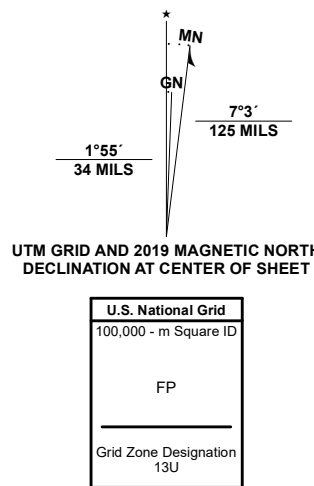 ★
MN
GN
7°3´
125 MILS
1°55´
34 MILS
UTM GRID AND 2019 MAGNETIC NORTH
DECLINATION AT CENTER OF SHEET
U.S. National Grid
100,000 - m Square ID
FP
Grid Zone Designation
13U